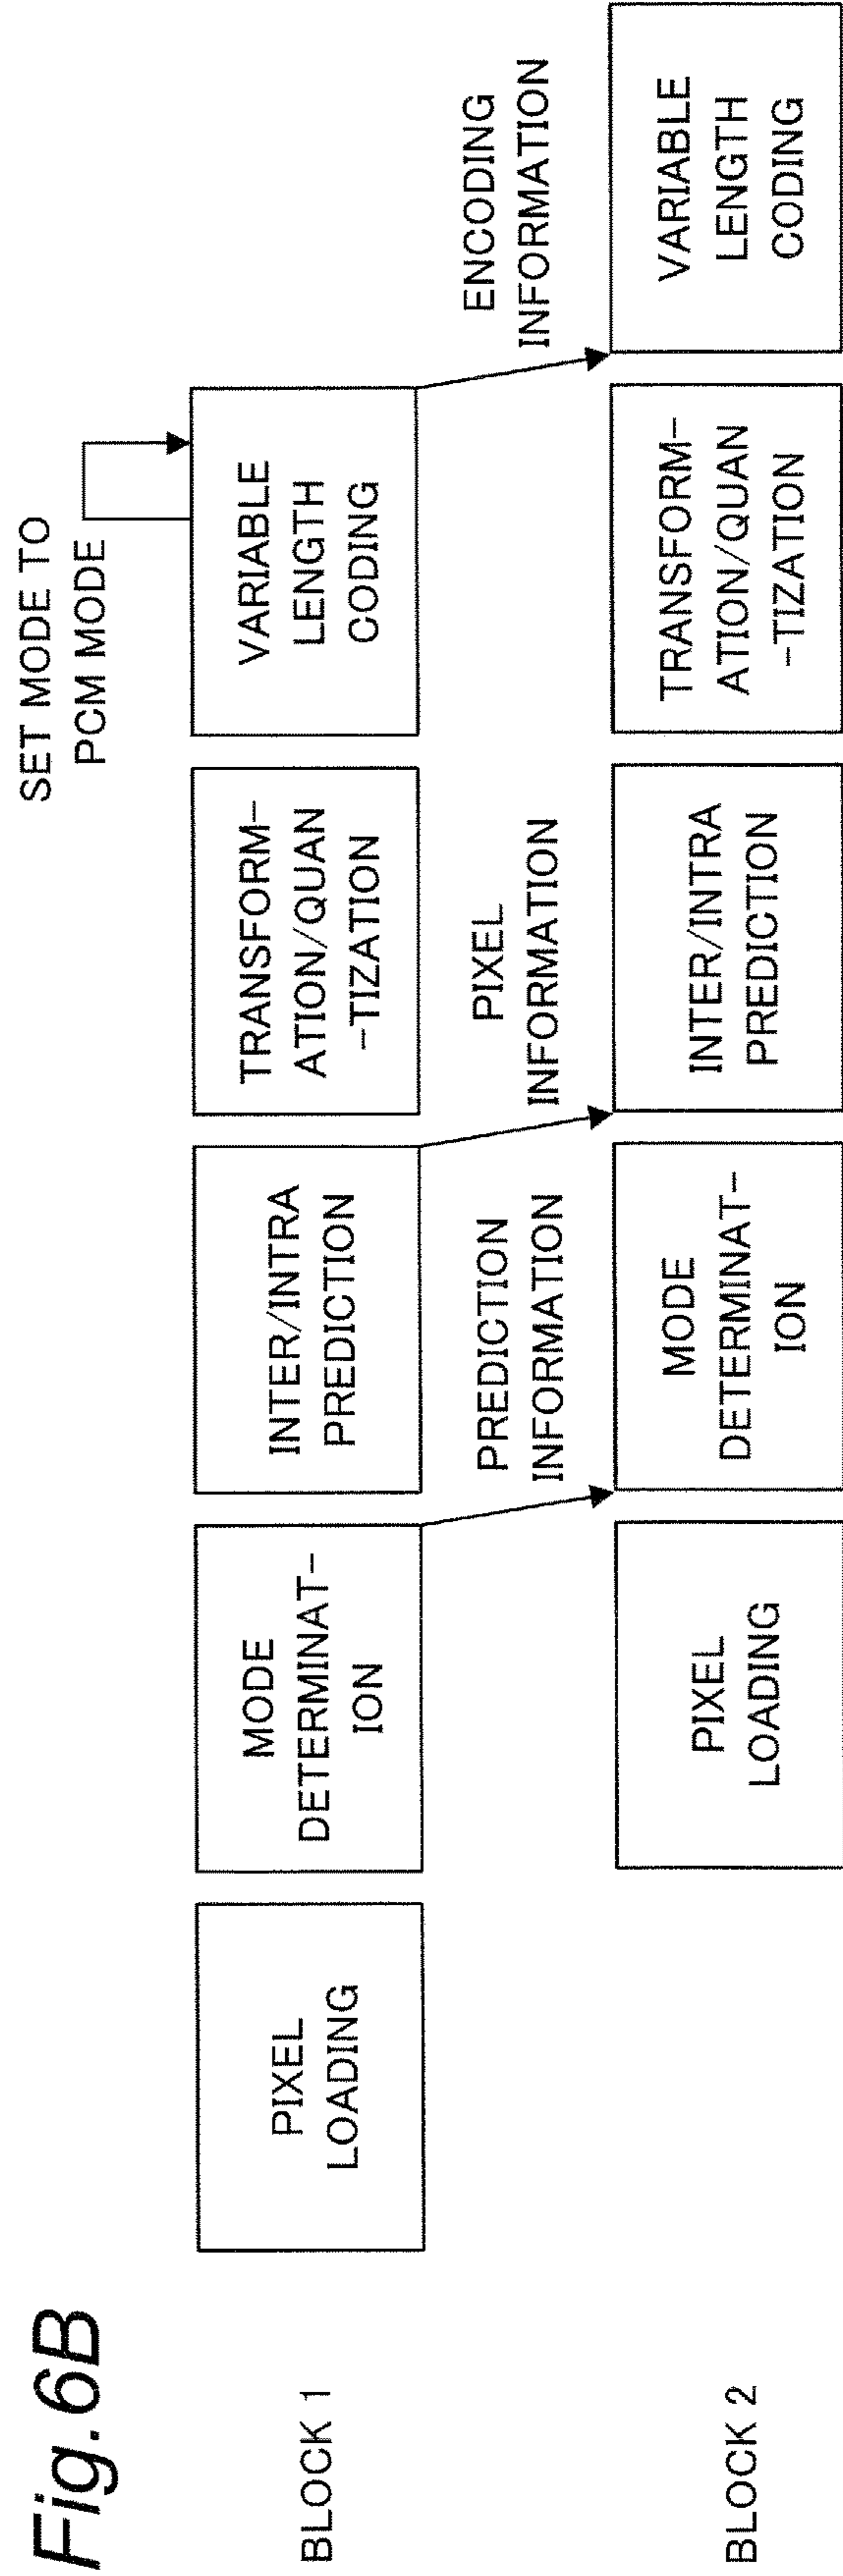 Fig.6B
SET MODE TO
PCM MODE
BLOCK 1
PIXEL
LOADING
MODE
DETERMINAT-
ION
INTER/INTRA
PREDICTION
TRANSFORM-
ATION/QUAN
-TIZATION
VARIABLE
LENGTH
CODING
PREDICTION
INFORMATION
PIXEL
INFORMATION
ENCODING
INFORMATION
BLOCK 2
PIXEL
LOADING
MODE
DETERMINAT-
ION
INTER/INTRA
PREDICTION
TRANSFORM-
ATION/QUAN
-TIZATION
VARIABLE
LENGTH
CODING